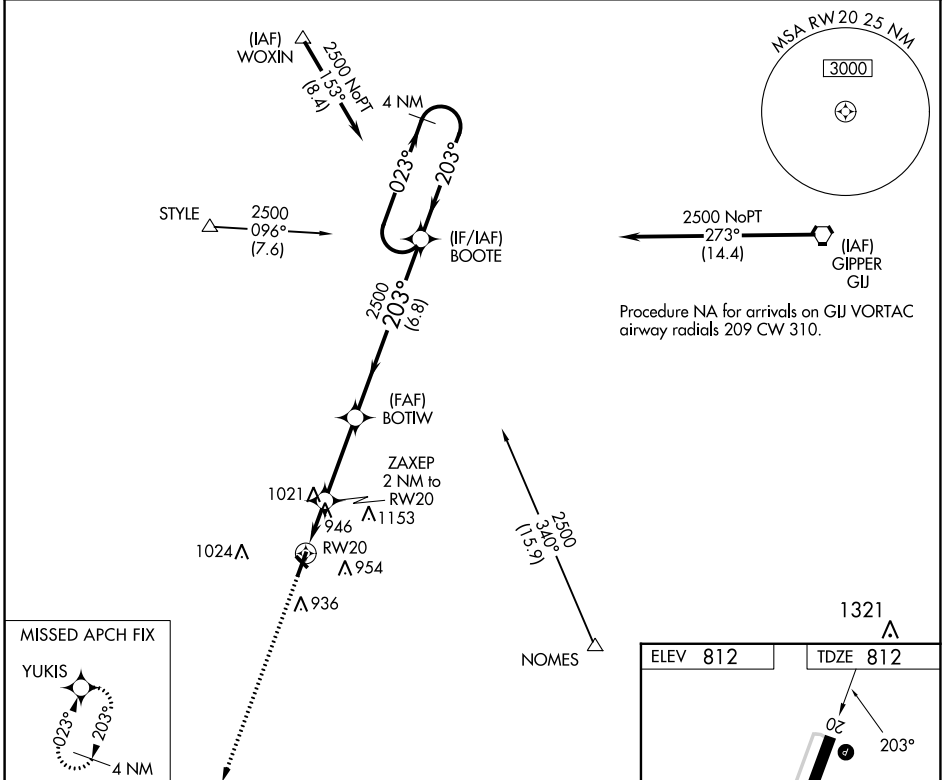 (IAF)
WOXIN
2500 NoPT
153°
(8.4)
4 NM
023°
203°
MSA RW20 25 NM
3000
STYLE
2500
096°
(7.6)
(IF/IAF)
BOOTE
2500 NoPT
273°
(14.4)
(IAF)
GIPPER
GIJ
Procedure NA for arrivals on GIJ VORTAC
airway radials 209 CW 310.
2500
203°
(6.8)
(FAF)
BOTIW
ZAXEP
2 NM to
RW20
1021
946
1153
1024
RW20
954
936
2500
340°
(15.9)
NOMES
1321
MISSED APCH FIX
YUKIS
023°
203°
4 NM
ELEV 812
TDZE 812
20
203°
P